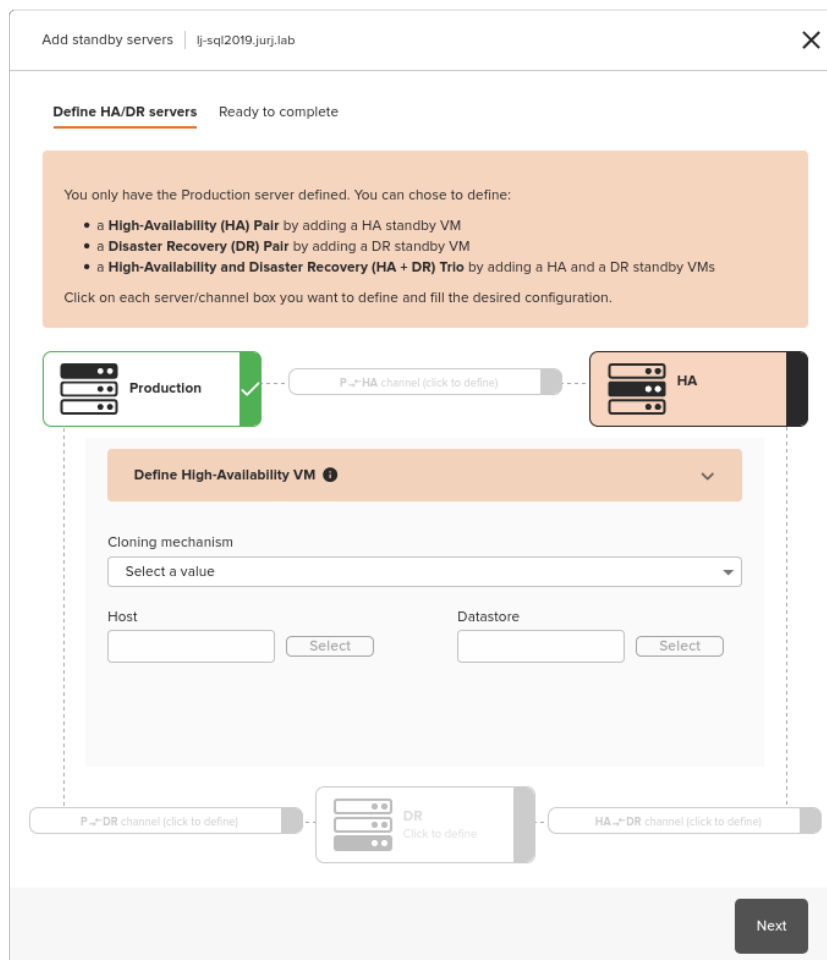 Add standby servers lj-sql2019.jurj.lab
Define HA/DR servers Ready to complete
You only have the Production server defined. You can chose to define:
• a High-Availability (HA) Pair by adding a HA standby VM
• a Disaster Recovery (DR) Pair by adding a DR standby VM
• a High-Availability and Disaster Recovery (HA + DR) Trio by adding a HA and a DR standby VMs
Click on each server/channel box you want to define and fill the desired configuration.
Production
P→←HA channel (click to define)
HA
Define High-Availability VM
Cloning mechanism
Select a value
Host Datastore
Select Select
P→←DR channel (click to define)
DR
Click to define
HA→←DR channel (click to define)
Next